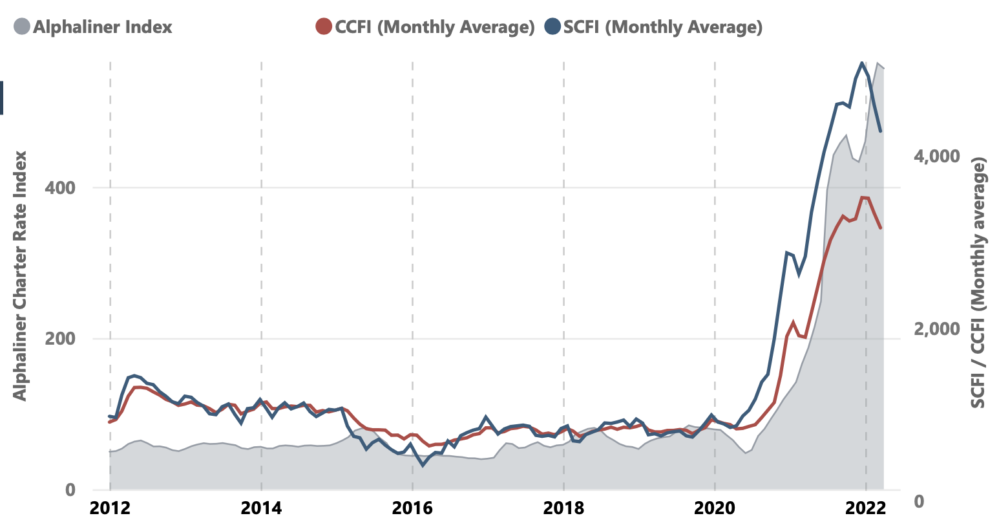 Alphaliner Index
CCFI (Monthly Average)
SCFI (Monthly Average)
Alphaliner Charter Rate Index
400
200
0
4,000
2,000
0
SCFI / CCFI (Monthly average)
2012
2014
2016
2018
2020
2022